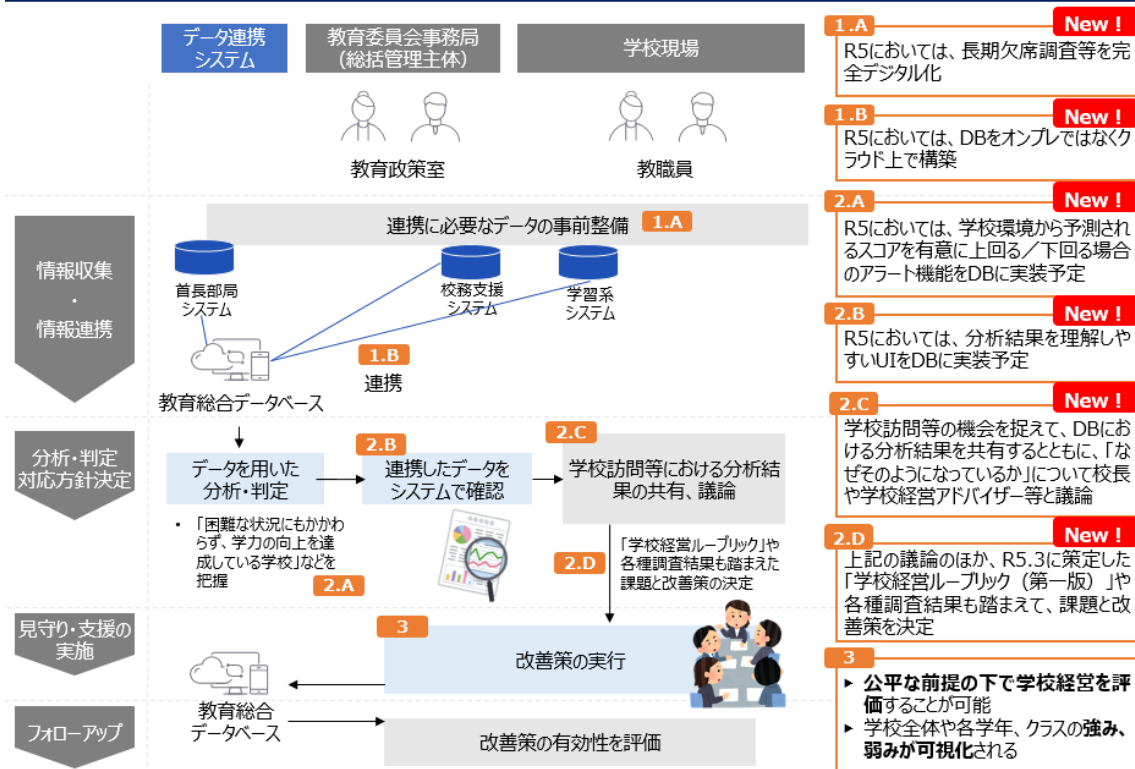 データ連携
システム
教育委員会事務局
(総括管理主体)
学校現場
教育政策室
教職員
情報収集
・
情報連携
連携に必要なデータの事前整備
1.A
首長部局
システム
校務支援
システム
学習系
システム
1.B
連携
教育総合データベース
分析・判定
対応方針決定
データを用いた
分析・判定
2.B
連携したデータを
システムで確認
2.C
学校訪問等における分析結
果の共有、議論
• 「困難な状況にもかかわ
らず、学力の向上を達
成している学校」などを
把握
2.A
2.D
「学校経営ルーブリック」や
各種調査結果も踏まえた
課題と改善策の決定
見守り・支援の
実施
3
改善策の実行
教育総合
データベース
フォローアップ
改善策の有効性を評価
1.A
New！
R5においては、長期欠席調査等を完
全デジタル化
1.B
New！
R5においては、DBをオンプレではなくク
ラウド上で構築
2.A
New！
R5においては、学校環境から予測され
るスコアを有意に上回る／下回る場合
のアラート機能をDBに実装予定
2.B
New！
R5においては、分析結果を理解しや
すいUIをDBに実装予定
2.C
New！
学校訪問等の機会を捉えて、DBにお
ける分析結果を共有するとともに、「な
ぜそのようになっているか」について校長
や学校経営アドバイザー等と議論
2.D
New！
上記の議論のほか、R5.3に策定した
「学校経営ルーブリック（第一版）」や
各種調査結果も踏まえて、課題と改
善策を決定
3
▶ 公平な前提の下で学校経営を評
価することが可能
▶ 学校全体や各学年、クラスの強み、
弱みが可視化される